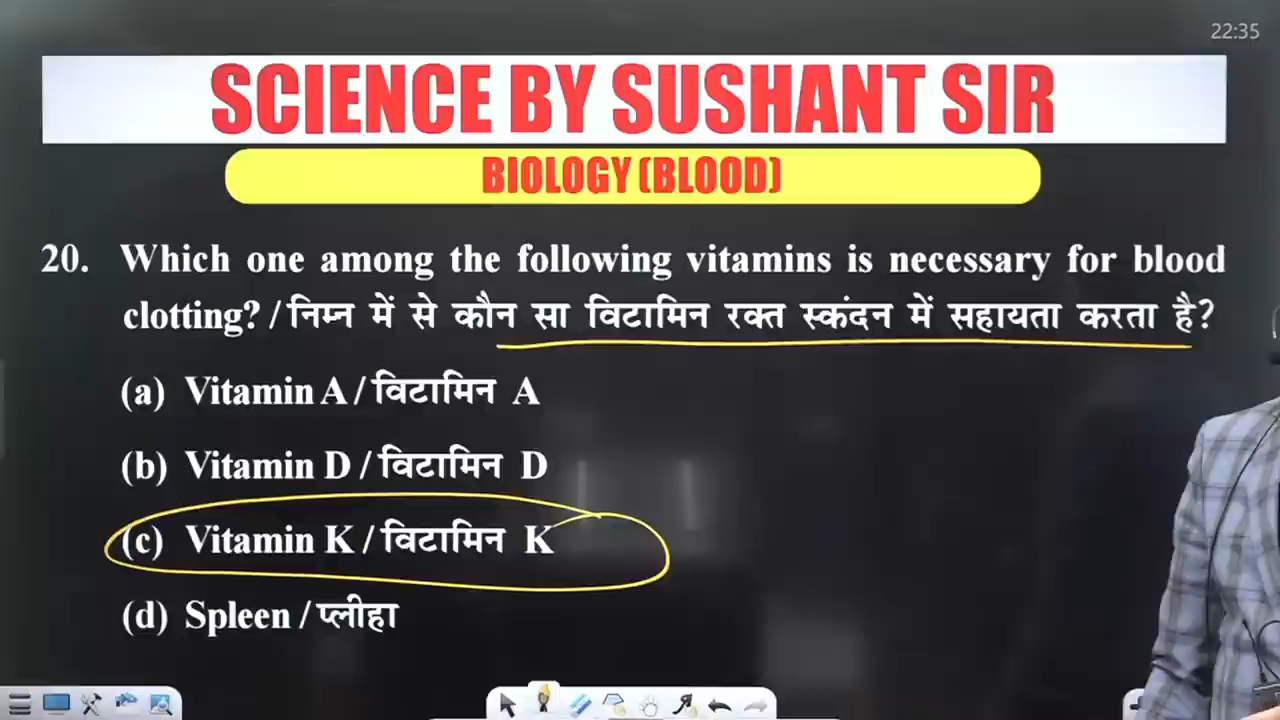 22:35
SCIENCE BY SUSHANT SIR
BIOLOGY (BLOOD)
20. Which one among the following vitamins is necessary for blood
clotting? / निम्न में से कौन सा विटामिन रक्त स्कंदन में सहायता करता है?
(a) Vitamin A / विटामिन A
(b) Vitamin D / विटामिन D
(c) Vitamin K / विटामिन K
(d) Spleen / प्लीहा